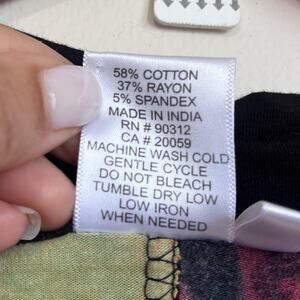 58% COTTON
37% RAYON
5% SPANDEX
MADE IN INDIA
RN # 90312
CA # 20059
MACHINE WASH COLD
GENTLE CYCLE
DO NOT BLEACH
TUMBLE DRY LOW
LOW IRON
WHEN NEEDED